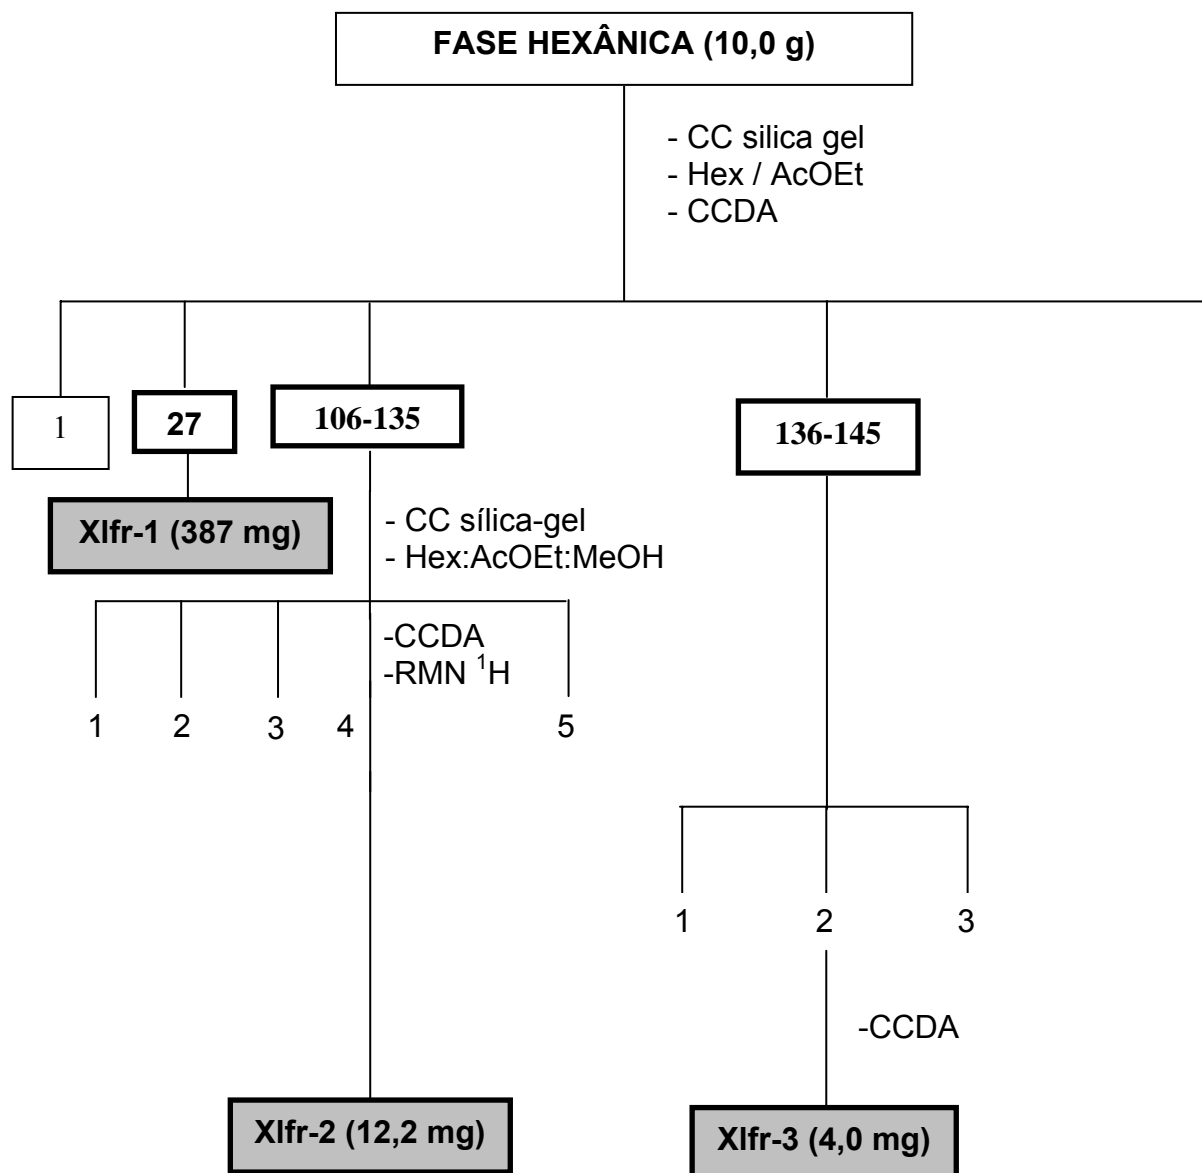 FASE HEXÂNICA (10,0 g)
- CC silica gel
- Hex / AcOEt
- CCDA
1
27
106-135
136-145
Xlfr-1 (387 mg)
- CC sílica-gel
- Hex:AcOEt:MeOH
-CCDA
-RMN ¹H
1 2 3 4 5
1 2 3
-CCDA
Xlfr-2 (12,2 mg)
Xlfr-3 (4,0 mg)